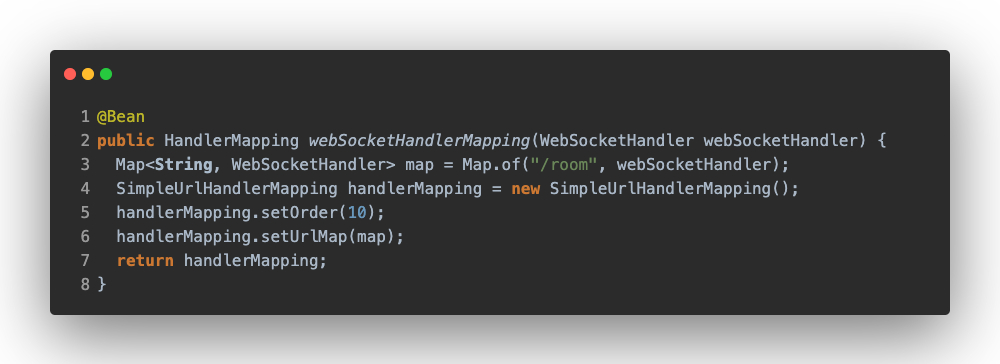 1 @Bean
2 public HandlerMapping webSocketHandlerMapping(WebSocketHandler webSocketHandler) {
3   Map<String, WebSocketHandler> map = Map.of("/room", webSocketHandler);
4   SimpleUrlHandlerMapping handlerMapping = new SimpleUrlHandlerMapping();
5   handlerMapping.setOrder(10);
6   handlerMapping.setUrlMap(map);
7   return handlerMapping;
8 }